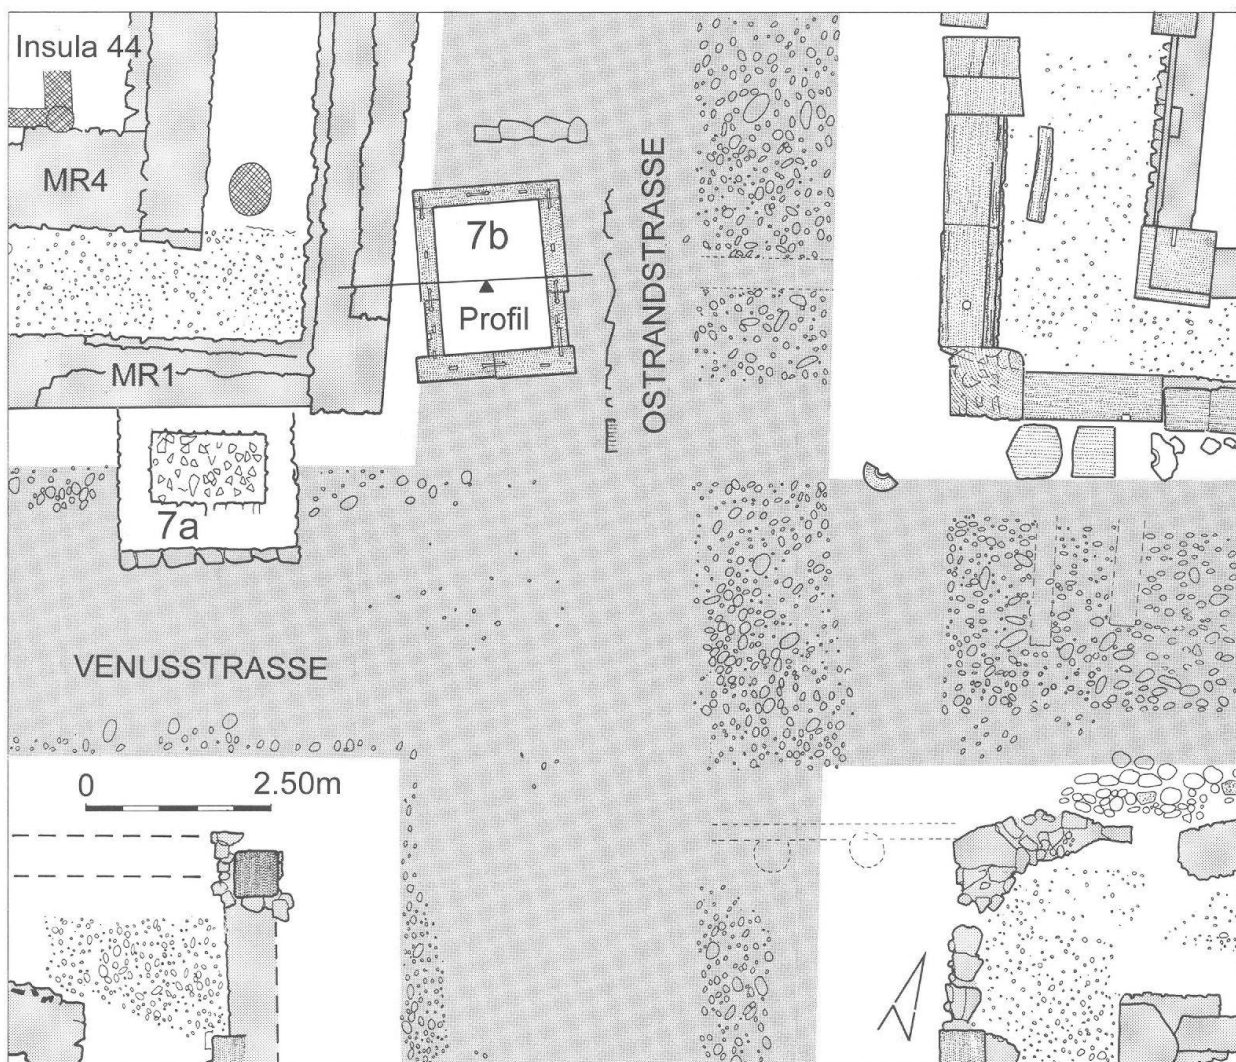 Insula 44
MR4
7b
Profil
OSTRANDSTRASSE
MR1
7a
VENUSSTRASSE
0 2.50m